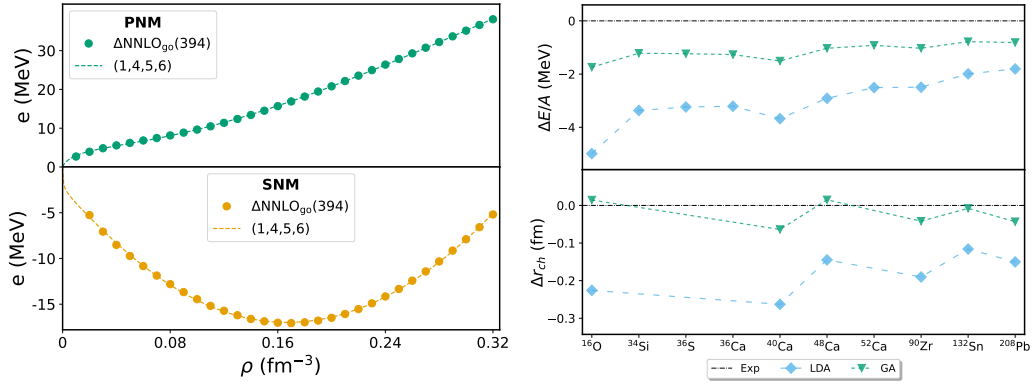 PNM
ΔNNLOgo(394)
(1,4,5,6)
e (MeV)
30
20
10
0
SNM
ΔNNLOgo(394)
(1,4,5,6)
e (MeV)
-5
-10
-15
0 0.08 0.16 0.24 0.32
ρ (fm⁻³)
ΔE/A (MeV)
0
−2
−4
Δr_ch (fm)
0.0
−0.1
−0.2
−0.3
¹⁶O ³⁴Si ³⁶S ³⁶Ca ⁴⁰Ca ⁴⁸Ca ⁵²Ca ⁹⁰Zr ¹³²Sn ²⁰⁸Pb
Exp LDA GA